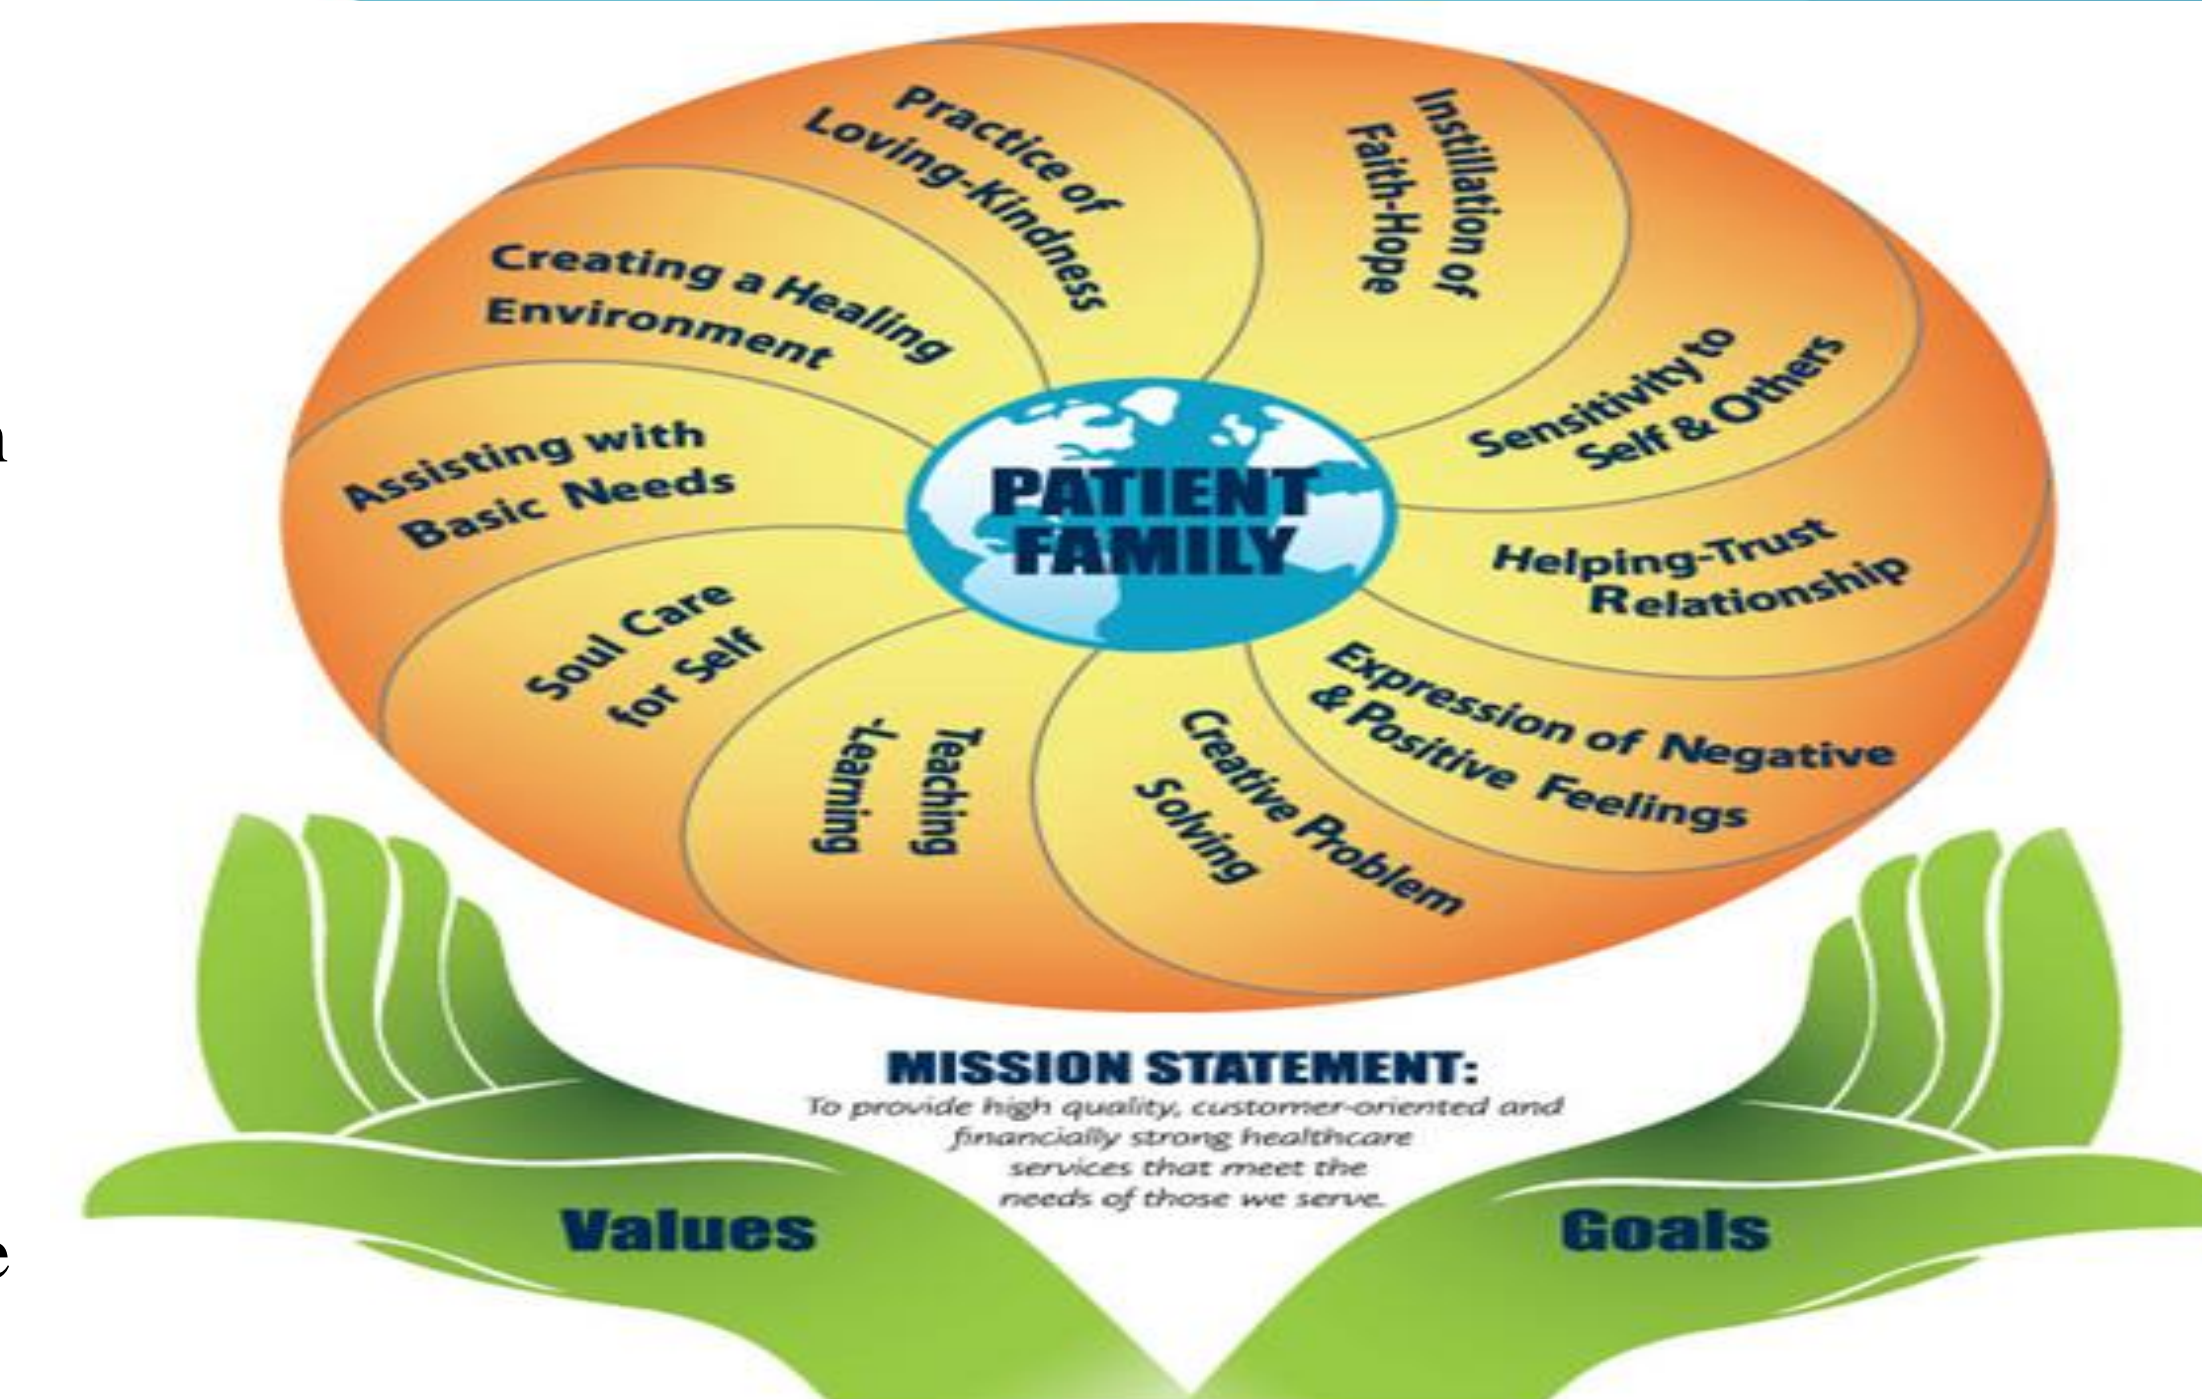 Practice of
Loving-Kindness
Instillation of
Faith-Hope
Sensitivity to
Self & Others
Helping-Trust
Relationship
Expression of Negative
& Positive Feelings
Creative Problem
Solving
Teaching
-Learning
Soul Care
for Self
Assisting with
Basic Needs
Creating a Healing
Environment
PATIENT
FAMILY
MISSION STATEMENT:
To provide high quality, customer-oriented and
financially strong healthcare
services that meet the
needs of those we serve.
Values
Goals